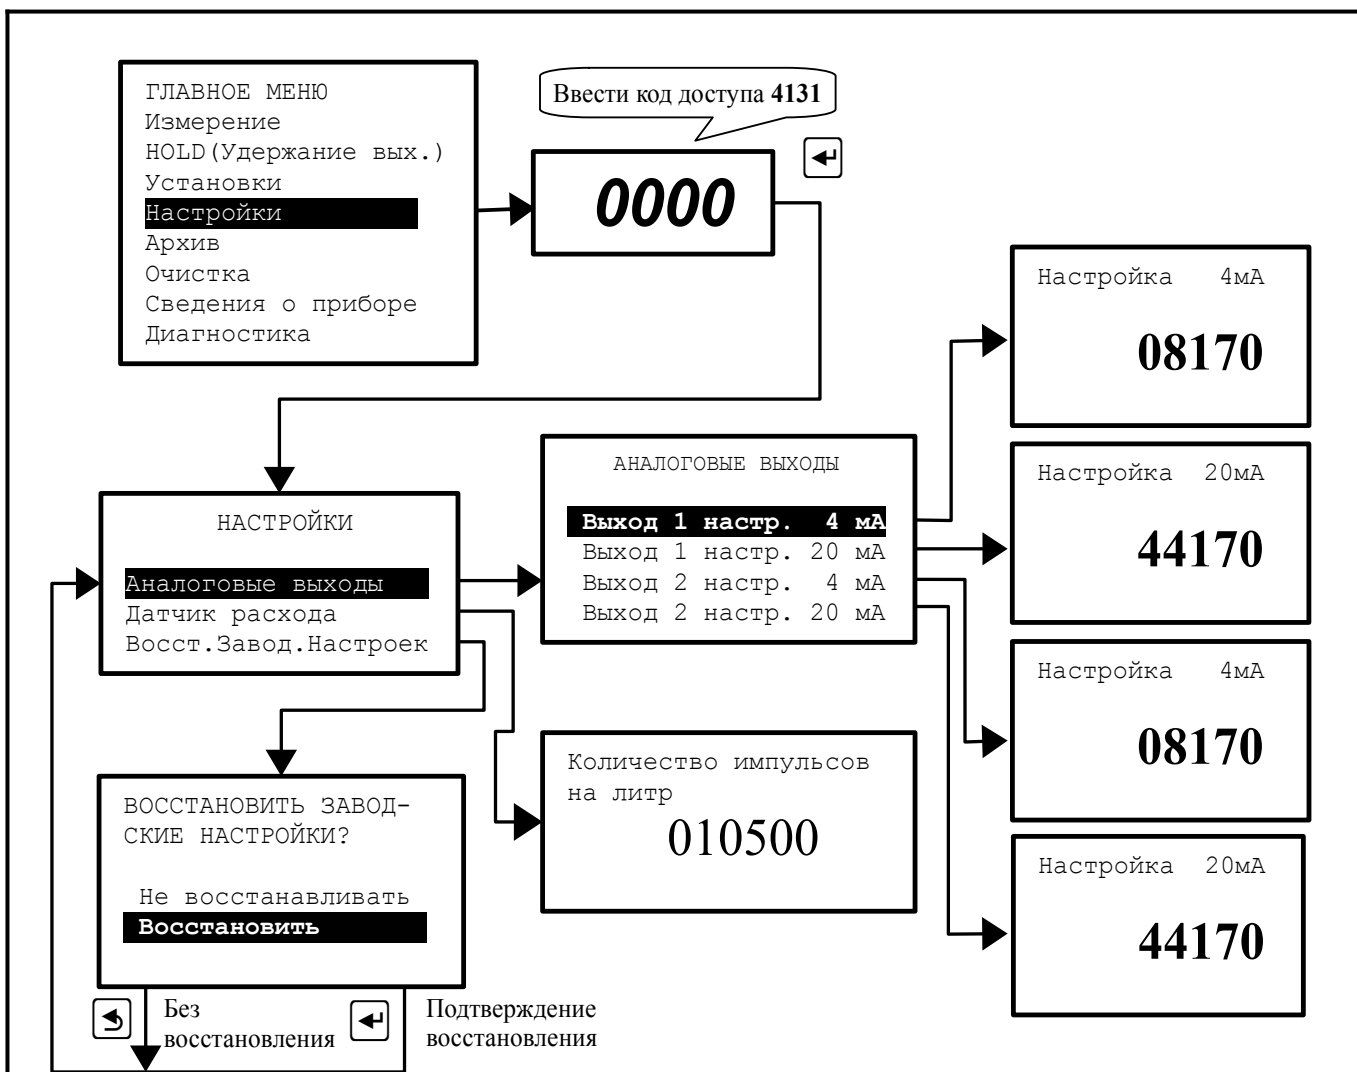 ГЛАВНОЕ МЕНЮ
Измерение
HOLD(Удержание вых.)
Установки
Настройки
Архив
Очистка
Сведения о приборе
Диагностика
Ввести код доступа 4131
0000
НАСТРОЙКИ
Аналоговые выходы
Датчик расхода
Восст.Завод.Настроек
АНАЛОГОВЫЕ ВЫХОДЫ
Выход 1 настр. 4 мА
Выход 1 настр. 20 мА
Выход 2 настр. 4 мА
Выход 2 настр. 20 мА
Настройка 4мА
08170
Настройка 20мА
44170
Настройка 4мА
08170
Настройка 20мА
44170
Количество импульсов
на литр
010500
ВОССТАНОВИТЬ ЗАВОД-
СКИЕ НАСТРОЙКИ?
Не восстанавливать
Восстановить
Без
восстановления
Подтверждение
восстановления